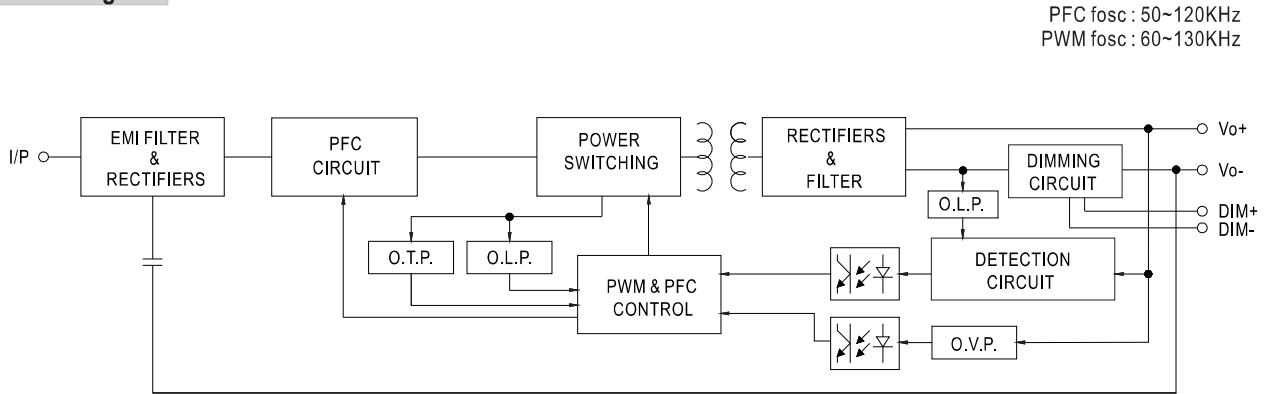 PFC fosc : 50~120KHz
PWM fosc : 60~130KHz
EMI FILTER
&
RECTIFIERS
PFC
CIRCUIT
POWER
SWITCHING
RECTIFIERS
&
FILTER
DIMMING
CIRCUIT
I/P
Vo+
Vo-
DIM+
DIM-
O.L.P.
O.T.P.
O.L.P.
PWM & PFC
CONTROL
DETECTION
CIRCUIT
O.V.P.